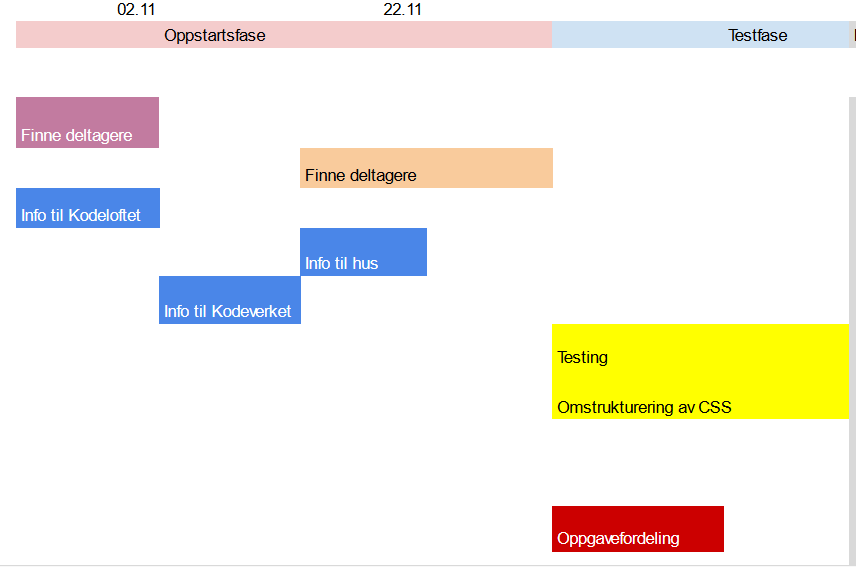 02.11 22.11
Oppstartsfase Testfase
Finne deltagere
Finne deltagere
Info til Kodeloftet
Info til hus
Info til Kodeverket
Testing
Omstrukturering av CSS
Oppgavefordeling